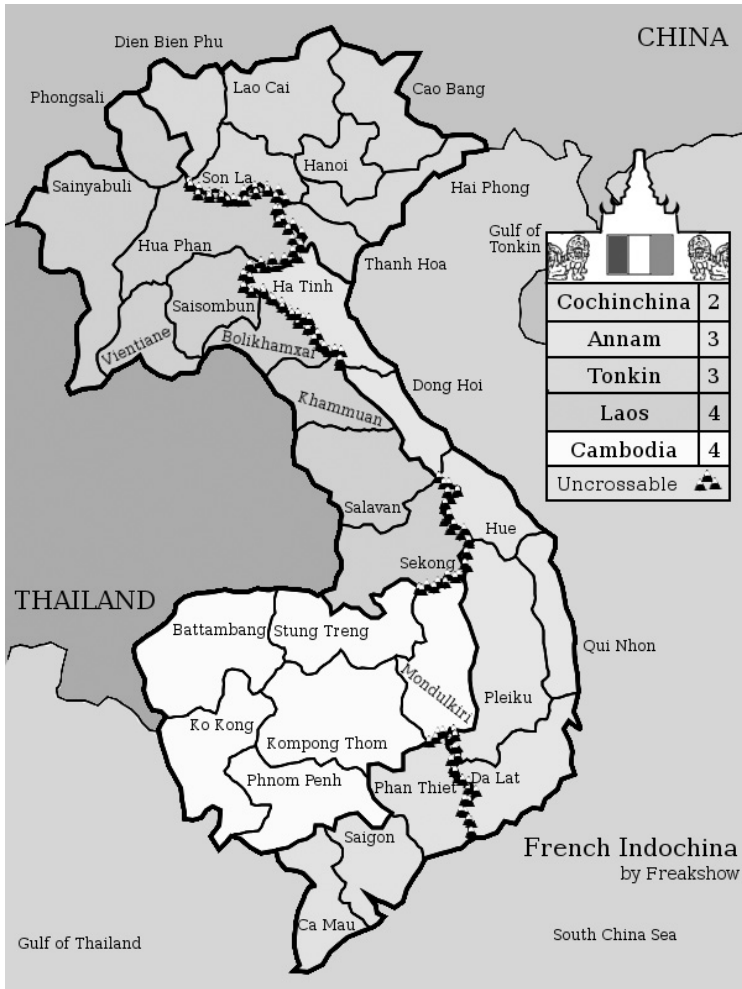 CHINA
Dien Bien Phu
Lao Cai
Cao Bang
Phongsali
Hanoi
Son La
Sainyabuli
Hai Phong
Gulf of
Tonkin
Hua Phan
Thanh Hoa
Ha Tinh
Saisombun
Vientiane
Bolikhamxar
Dong Hoi
Khammuan
Cochinchina 2
Annam 3
Tonkin 3
Laos 4
Cambodia 4
Uncrossable
Salavan
Hue
Sekong
THAILAND
Battambang
Stung Treng
Qui Nhon
Mondulkiri
Pleiku
Ko Kong
Kompong Thom
Phnom Penh
Phan Thiet
Da Lat
Saigon
French Indochina
by Freakshow
Ca Mau
Gulf of Thailand
South China Sea